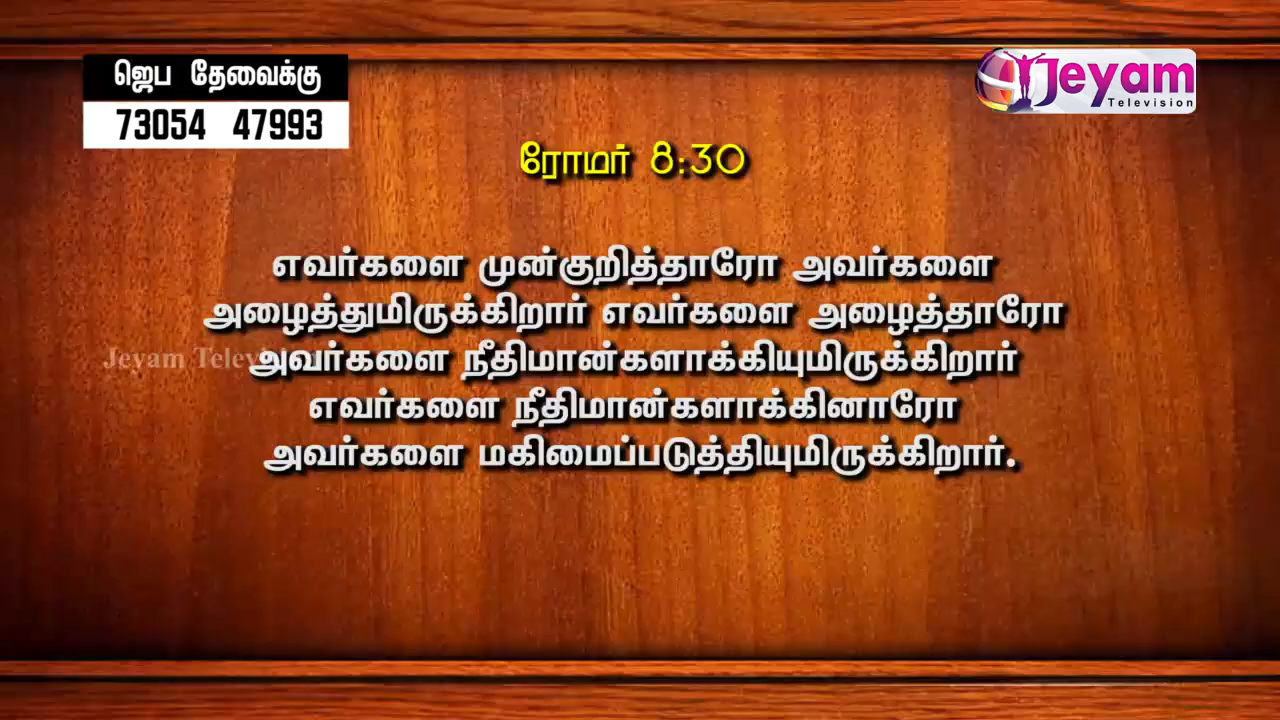 ஜெப தேவைக்கு
73054 47993
Jeyam
Television
ரோமர் 8:30
எவர்களை முன்குறித்தாரோ அவர்களை
அழைத்துமிருக்கிறார் எவர்களை அழைத்தாரோ
அவர்களை நீதிமான்களாக்கியுமிருக்கிறார்
எவர்களை நீதிமான்களாக்கினாரோ
அவர்களை மகிமைப்படுத்தியுமிருக்கிறார்.
Jeyam Television